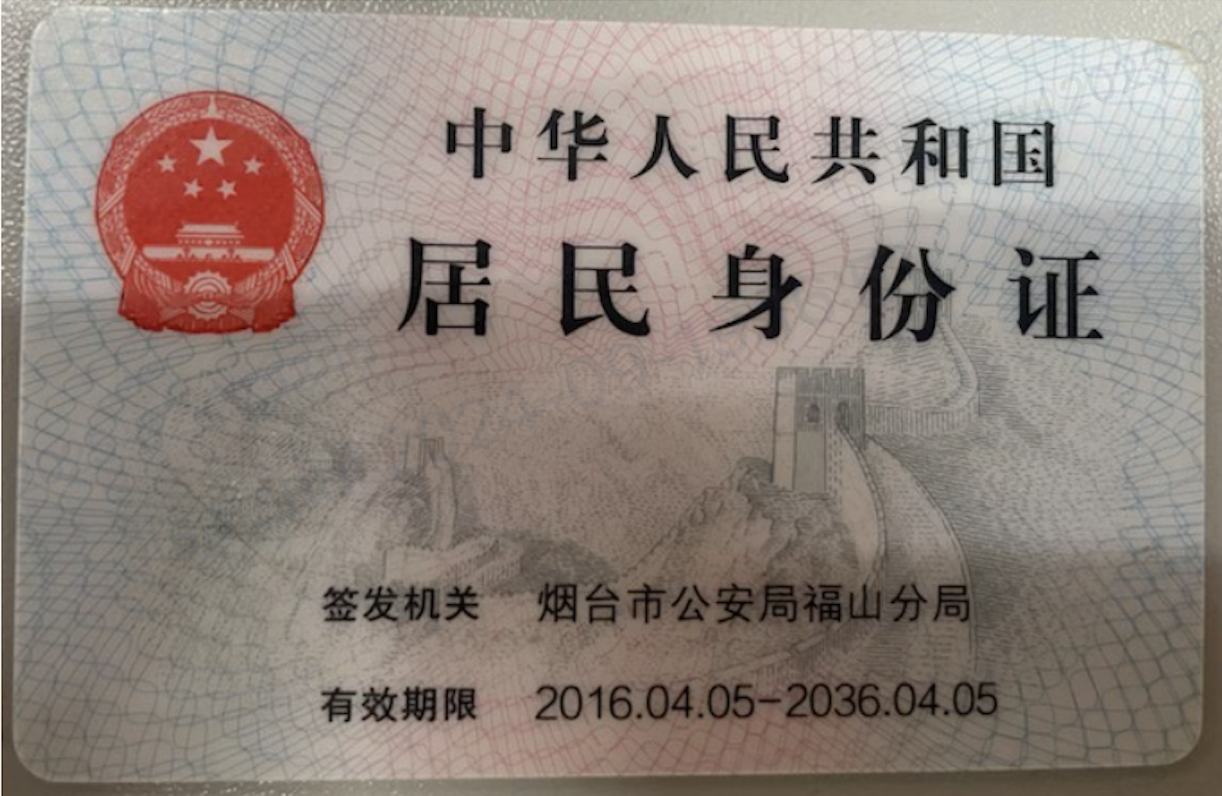 中华人民共和国
居民身份证
签发机关 烟台市公安局福山分局
有效期限 2016.04.05-2036.04.05